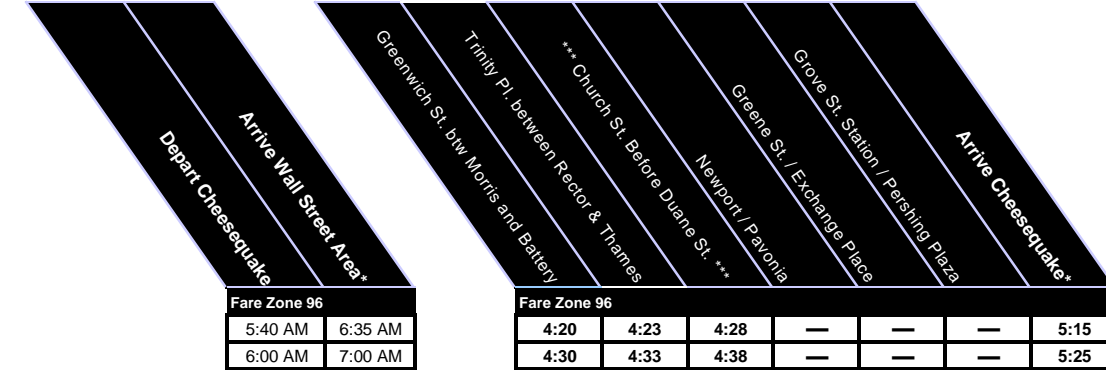 Depart Cheesequake
Arrive Wall Street Area*
Greenwich St. btw Morris and Battery
Trinity Pl. between Rector & Thames
*** Church St. Before Duane St. ***
Newport / Pavonia
Greene St. / Exchange Place
Grove St. Station / Pershing Plaza
Arrive Cheesequake*
Fare Zone 96
Fare Zone 96
5:40 AM 6:35 AM 4:20 4:23 4:28 — — — 5:15
6:00 AM 7:00 AM 4:30 4:33 4:38 — — — 5:25